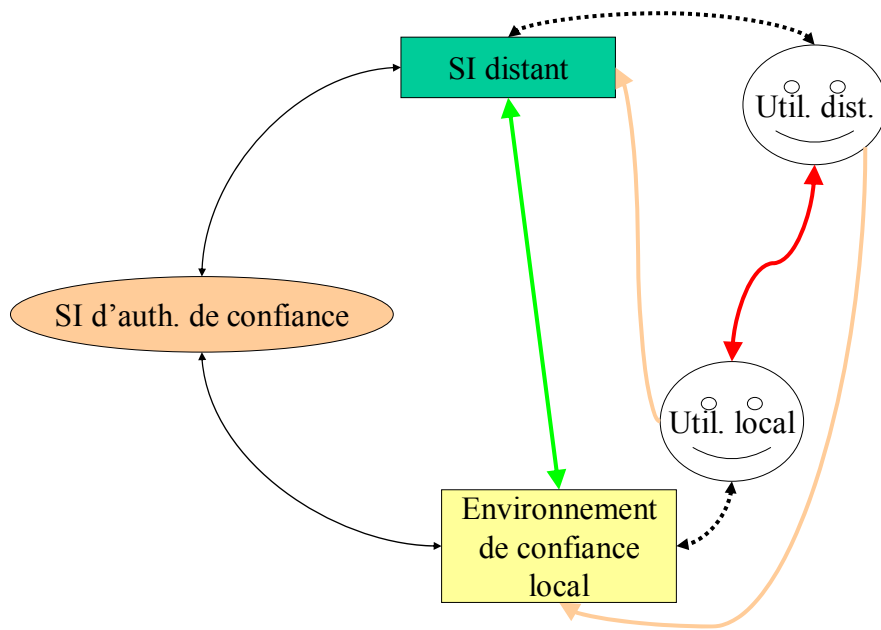 SI distant
Util. dist.
SI d'auth. de confiance
Util. local
Environnement
de confiance
local